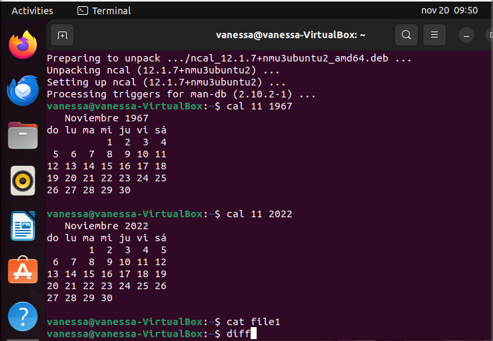 Activities Terminal nov 20 09:50
vanessa@vanessa-VirtualBox: ~
Preparing to unpack .../ncal_12.1.7+nmu3ubuntu2_amd64.deb ...
Unpacking ncal (12.1.7+nmu3ubuntu2) ...
Setting up ncal (12.1.7+nmu3ubuntu2) ...
Processing triggers for man-db (2.10.2-1) ...
vanessa@vanessa-VirtualBox:~$ cal 11 1967
   Noviembre 1967
do lu ma mi ju vi sá
          1  2  3  4
 5  6  7  8  9 10 11
12 13 14 15 16 17 18
19 20 21 22 23 24 25
26 27 28 29 30
vanessa@vanessa-VirtualBox:~$ cal 11 2022
   Noviembre 2022
do lu ma mi ju vi sá
       1  2  3  4  5
 6  7  8  9 10 11 12
13 14 15 16 17 18 19
20 21 22 23 24 25 26
27 28 29 30
vanessa@vanessa-VirtualBox:~$ cat file1
vanessa@vanessa-VirtualBox:~$ diff